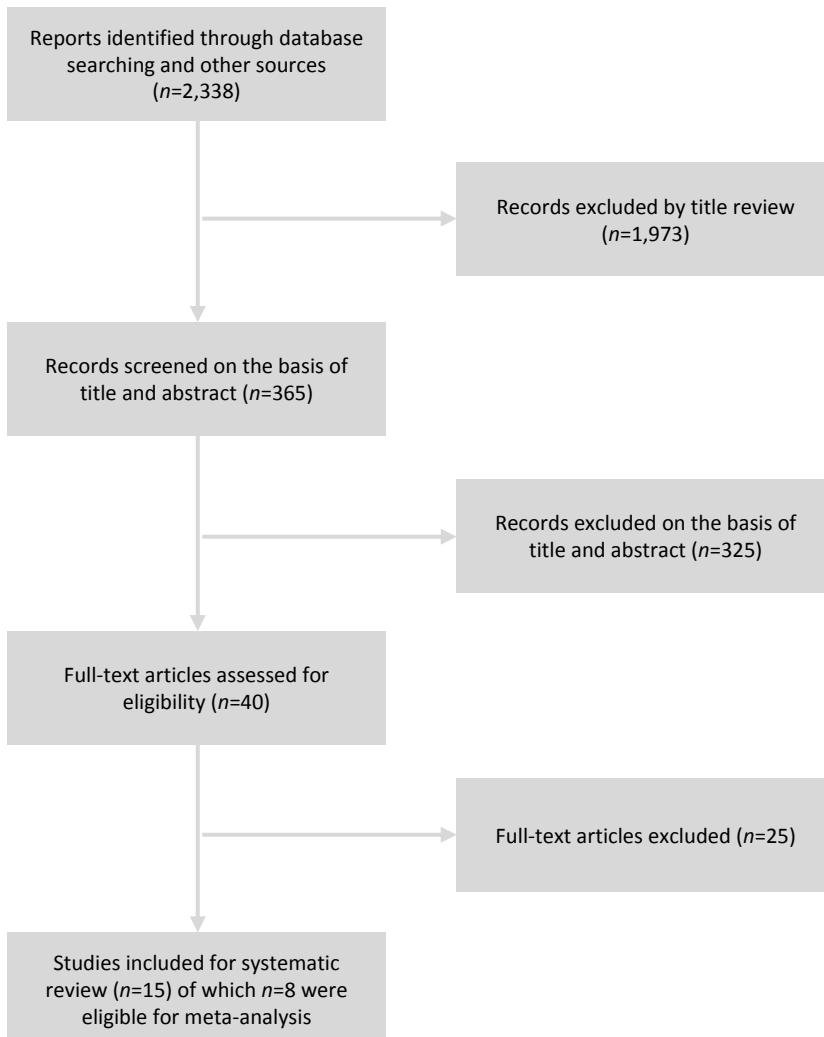 Reports identified through database
searching and other sources
(n=2,338)
Records excluded by title review
(n=1,973)
Records screened on the basis of
title and abstract (n=365)
Records excluded on the basis of
title and abstract (n=325)
Full-text articles assessed for
eligibility (n=40)
Full-text articles excluded (n=25)
Studies included for systematic
review (n=15) of which n=8 were
eligible for meta-analysis